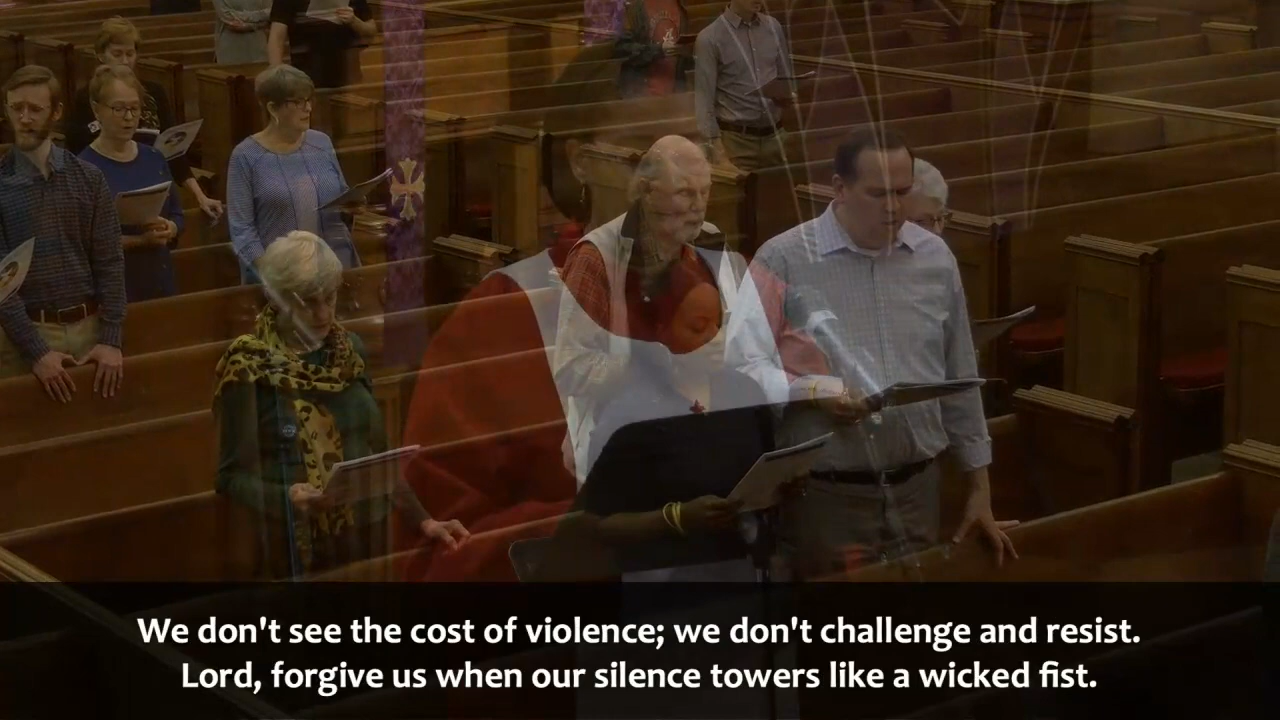 We don't see the cost of violence; we don't challenge and resist.
Lord, forgive us when our silence towers like a wicked fist.